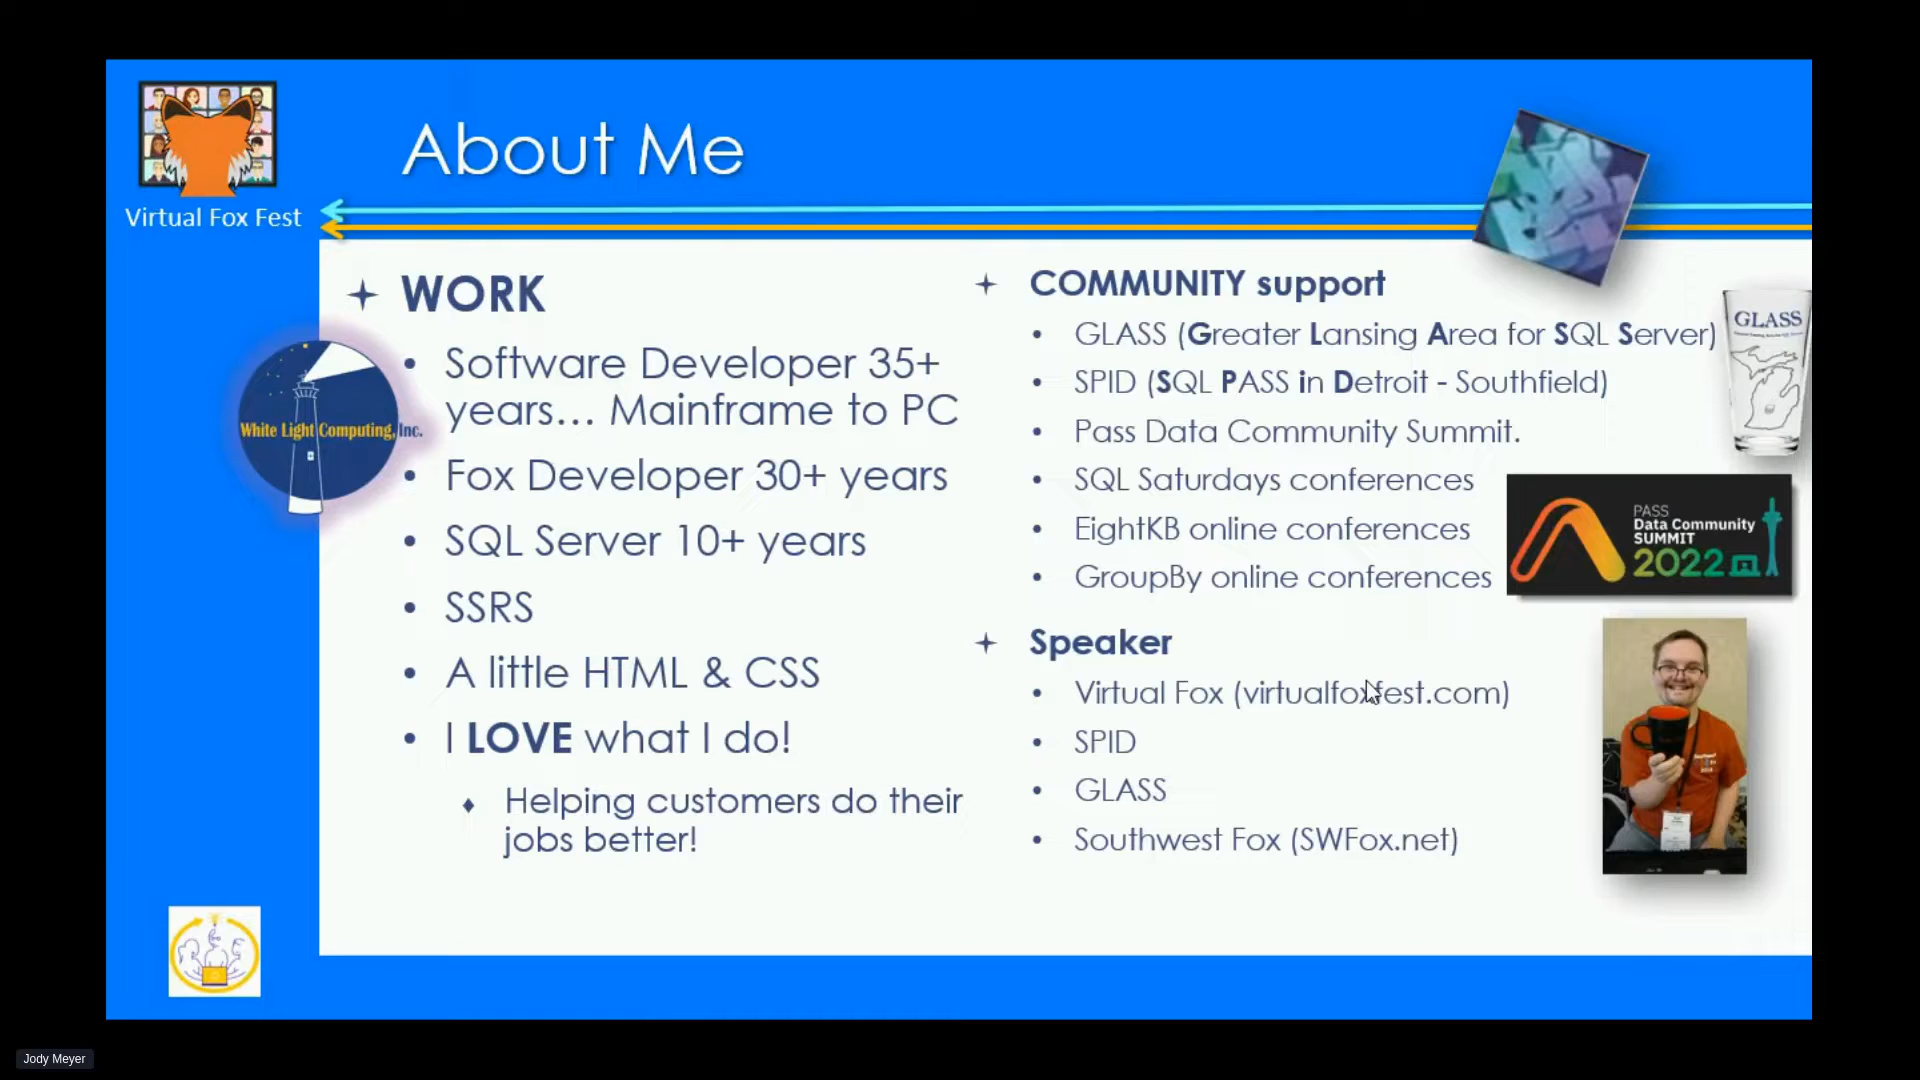 Virtual Fox Fest
About Me
WORK
Software Developer 35+
years… Mainframe to PC
Fox Developer 30+ years
SQL Server 10+ years
SSRS
A little HTML & CSS
I LOVE what I do!
Helping customers do their
jobs better!
White Light Computing, Inc.
COMMUNITY support
GLASS (Greater Lansing Area for SQL Server)
SPID (SQL PASS in Detroit - Southfield)
Pass Data Community Summit.
SQL Saturdays conferences
EightKB online conferences
GroupBy online conferences
Speaker
Virtual Fox (virtualfoxfest.com)
SPID
GLASS
Southwest Fox (SWFox.net)
GLASS
PASS
Data Community
SUMMIT
2022
Jody Meyer